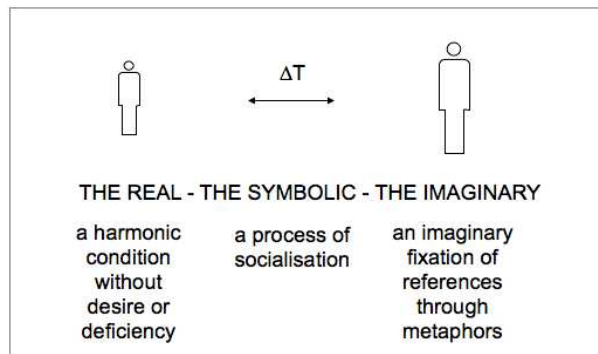 ΔT
THE REAL - THE SYMBOLIC - THE IMAGINARY
a harmonic
condition
without
desire or
deficiency
a process of
socialisation
an imaginary
fixation of
references
through
metaphors